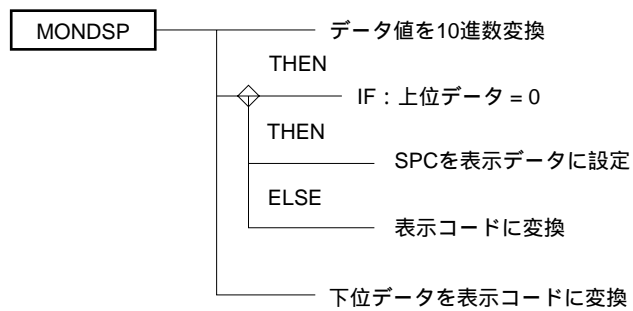 MONDSP
データ値を10進数変換
THEN
IF：上位データ = 0
THEN
SPCを表示データに設定
ELSE
表示コードに変換
下位データを表示コードに変換